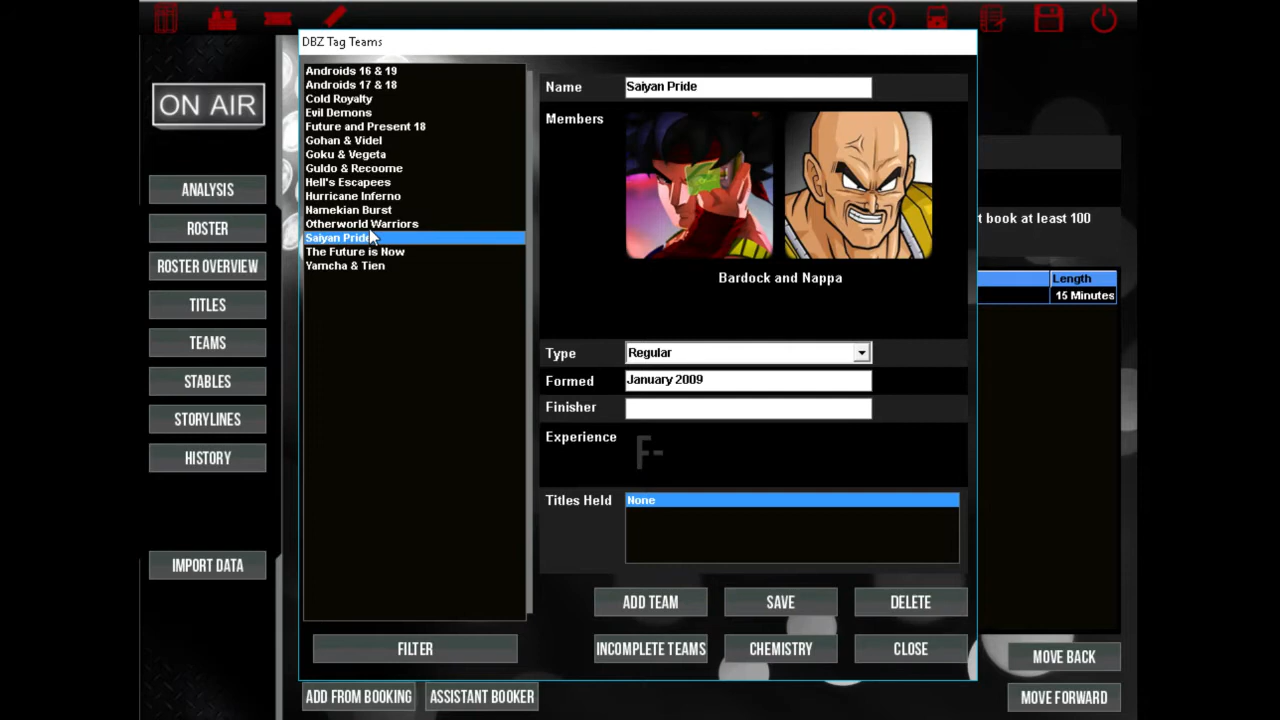 DBZ Tag Teams
ON AIR
ANALYSIS
ROSTER
ROSTER OVERVIEW
TITLES
TEAMS
STABLES
STORYLINES
HISTORY
IMPORT DATA
Androids 16 & 19
Androids 17 & 18
Cold Royalty
Evil Demons
Future and Present 18
Gohan & Videl
Goku & Vegeta
Guldo & Recoome
Hell's Escapees
Hurricane Inferno
Namekian Burst
Otherworld Warriors
Saiyan Pride
The Future is Now
Yamcha & Tien
FILTER
Name Saiyan Pride
Members
Bardock and Nappa
Type Regular
Formed January 2009
Finisher
Experience F-
Titles Held None
ADD TEAM SAVE DELETE
INCOMPLETE TEAMS CHEMISTRY CLOSE
t book at least 100
Length
15 Minutes
MOVE BACK
MOVE FORWARD
ADD FROM BOOKING ASSISTANT BOOKER